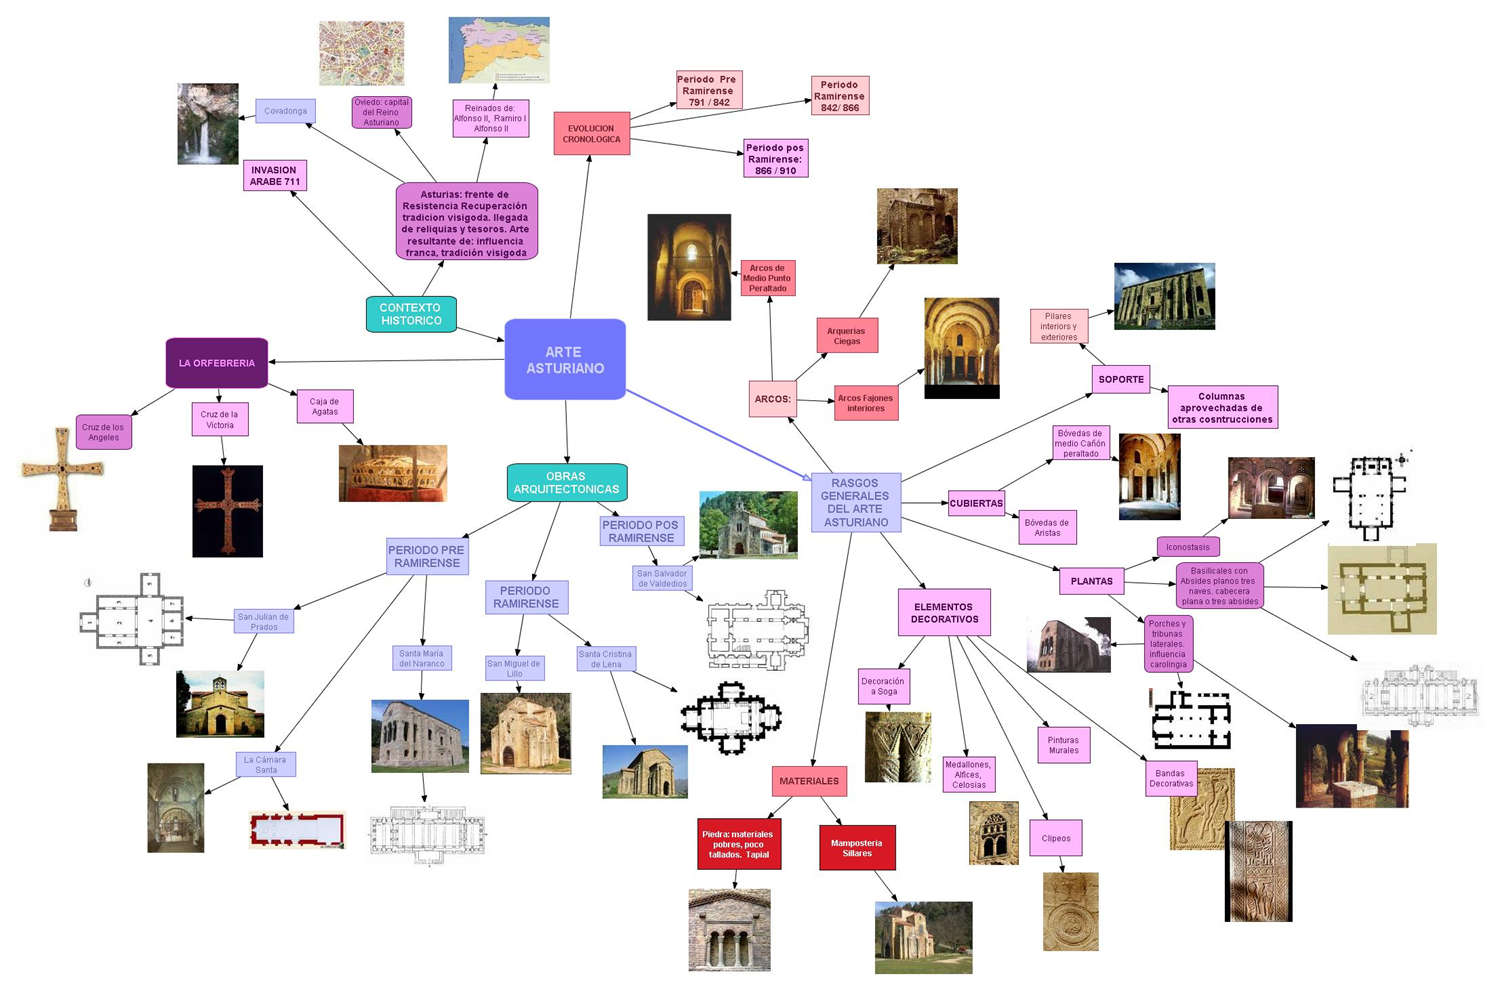 Covadonga
Oviedo: capital
del Reino
Asturiano
Reinados de:
Alfonso II, Ramiro I
Alfonso II
INVASION
ARABE 711
Asturias: frente de
Resistencia Recuperación
tradicion visigoda. llegada
de reliquias y tesoros. Arte
resultante de: influencia
franca, tradición visigoda
CONTEXTO
HISTORICO
EVOLUCION
CRONOLOGICA
Periodo Pre
Ramirense
791 / 842
Periodo
Ramirense
842/ 866
Periodo pos
Ramirense:
866 / 910
ARTE
ASTURIANO
LA ORFEBRERIA
Cruz de los
Angeles
Cruz de la
Victoria
Caja de
Agatas
OBRAS
ARQUITECTONICAS
PERIODO PRE
RAMIRENSE
San Julian de
Prados
La Cámara
Santa
Santa María
del Naranco
PERIODO
RAMIRENSE
San Miguel de
Lillo
Santa Cristina
de Lena
PERIODO POS
RAMIRENSE
San Salvador
de Valdedios
RASGOS
GENERALES
DEL ARTE
ASTURIANO
ARCOS:
Arcos de
Medio Punto
Peraltado
Arquerias
Ciegas
Arcos Fajones
interiores
SOPORTE
Pilares
interiors y
exteriores
Columnas
aprovechadas de
otras cosntrucciones
CUBIERTAS
Bóvedas de
medio Cañón
peraltado
Bóvedas de
Aristas
PLANTAS
Iconostasis
Basilicales con
Absides planos tres
naves. cabecera
plana o tres absides
Porches y
tribunas
laterales.
influencia
carolingia
ELEMENTOS
DECORATIVOS
Decoración
a Soga
Medallones,
Alfices,
Celosias
Clipeos
Pinturas
Murales
Bandas
Decorativas
MATERIALES
Piedra: materiales
pobres, poco
tallados. Tapial
Mamposteria
Sillares